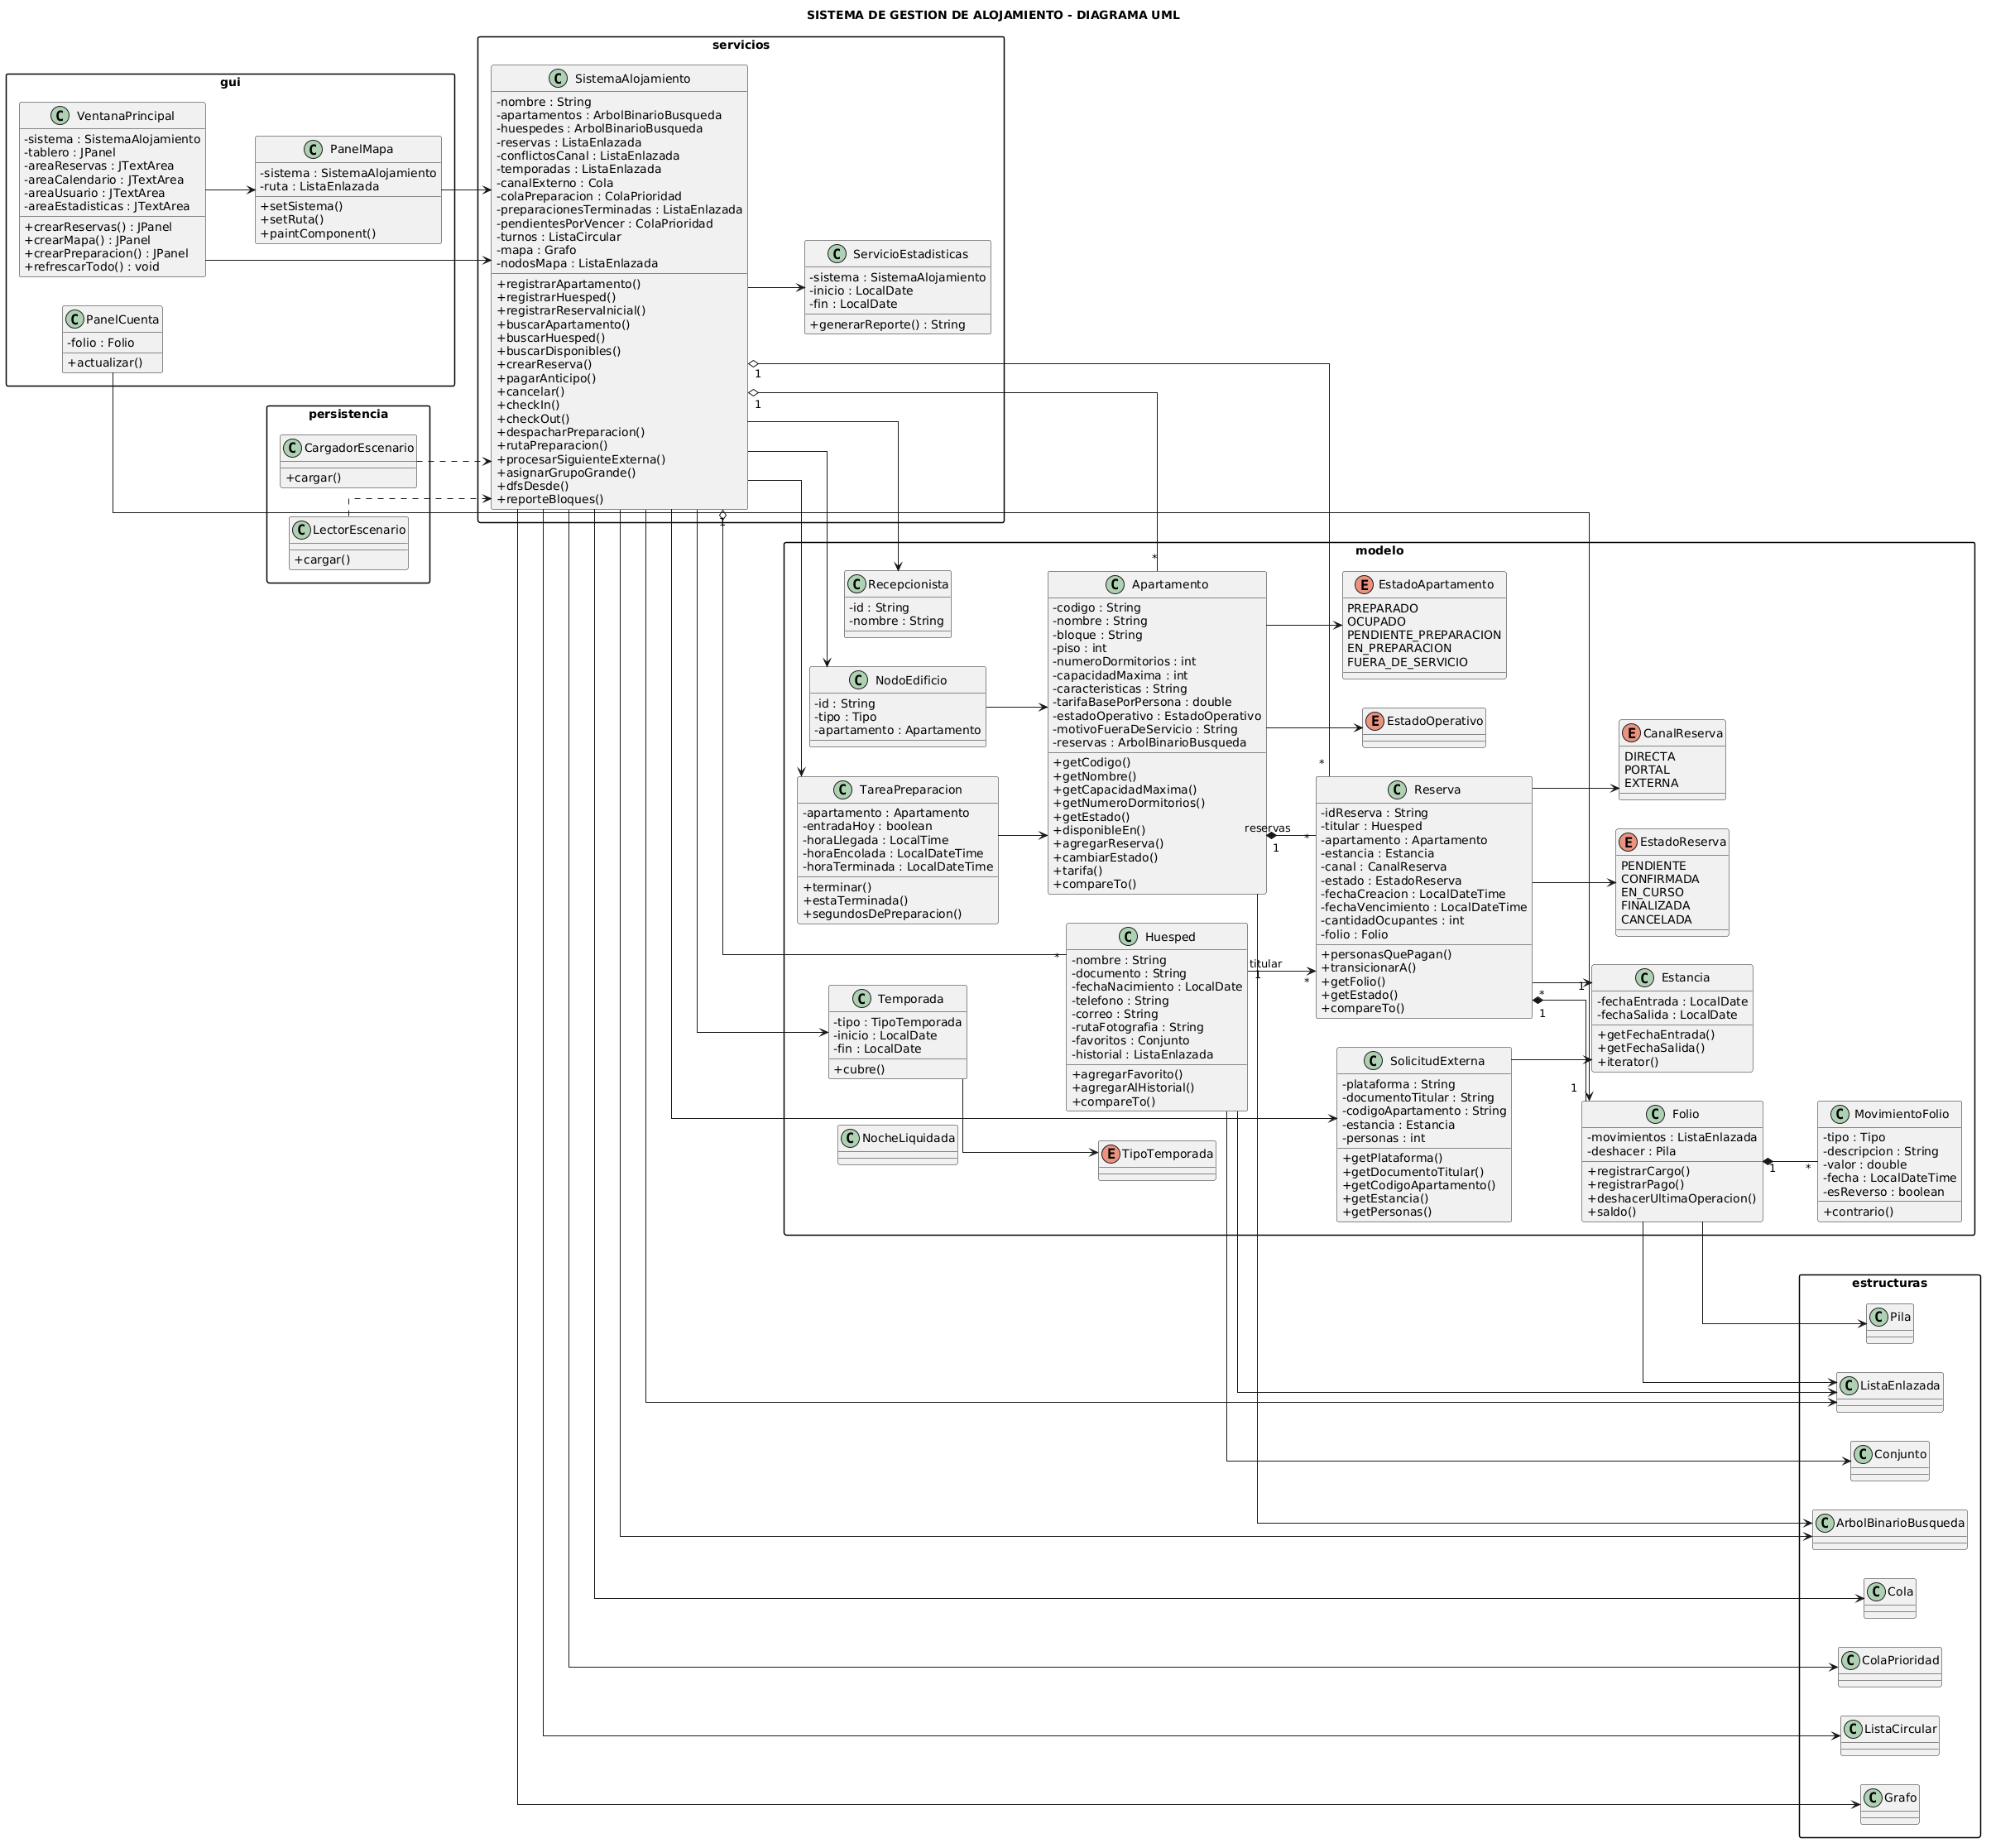 SISTEMA DE GESTION DE ALOJAMIENTO - DIAGRAMA UML
gui
VentanaPrincipal
-sistema : SistemaAlojamiento
-tablero : JPanel
-areaReservas : JTextArea
-areaCalendario : JTextArea
-areaUsuario : JTextArea
-areaEstadisticas : JTextArea
+crearReservas() : JPanel
+crearMapa() : JPanel
+crearPreparacion() : JPanel
+refrescarTodo() : void
PanelMapa
-sistema : SistemaAlojamiento
-ruta : ListaEnlazada
+setSistema()
+setRuta()
+paintComponent()
PanelCuenta
-folio : Folio
+actualizar()
persistencia
CargadorEscenario
+cargar()
LectorEscenario
+cargar()
servicios
SistemaAlojamiento
-nombre : String
-apartamentos : ArbolBinarioBusqueda
-huespedes : ArbolBinarioBusqueda
-reservas : ListaEnlazada
-conflictosCanal : ListaEnlazada
-temporadas : ListaEnlazada
-canalExterno : Cola
-colaPreparacion : ColaPrioridad
-preparacionesTerminadas : ListaEnlazada
-pendientesPorVencer : ColaPrioridad
-turnos : ListaCircular
-mapa : Grafo
-nodosMapa : ListaEnlazada
+registrarApartamento()
+registrarHuesped()
+registrarReservaInicial()
+buscarApartamento()
+buscarHuesped()
+buscarDisponibles()
+crearReserva()
+pagarAnticipo()
+cancelar()
+checkIn()
+checkOut()
+despacharPreparacion()
+rutaPreparacion()
+procesarSiguienteExterna()
+asignarGrupoGrande()
+dfsDesde()
+reporteBloques()
ServicioEstadisticas
-sistema : SistemaAlojamiento
-inicio : LocalDate
-fin : LocalDate
+generarReporte() : String
1
1
1
modelo
Recepcionista
-id : String
-nombre : String
NodoEdificio
-id : String
-tipo : Tipo
-apartamento : Apartamento
TareaPreparacion
-apartamento : Apartamento
-entradaHoy : boolean
-horaLlegada : LocalTime
-horaEncolada : LocalDateTime
-horaTerminada : LocalDateTime
+terminar()
+estaTerminada()
+segundosDePreparacion()
Temporada
-tipo : TipoTemporada
-inicio : LocalDate
-fin : LocalDate
+cubre()
NocheLiquidada
*
Apartamento
-codigo : String
-nombre : String
-bloque : String
-piso : int
-numeroDormitorios : int
-capacidadMaxima : int
-caracteristicas : String
-tarifaBasePorPersona : double
-estadoOperativo : EstadoOperativo
-motivoFueraDeServicio : String
-reservas : ArbolBinarioBusqueda
+getCodigo()
+getNombre()
+getCapacidadMaxima()
+getNumeroDormitorios()
+getEstado()
+disponibleEn()
+agregarReserva()
+cambiarEstado()
+tarifa()
+compareTo()
reservas
1
*
*
Huesped
-nombre : String
-documento : String
-fechaNacimiento : LocalDate
-telefono : String
-correo : String
-rutaFotografia : String
-favoritos : Conjunto
-historial : ListaEnlazada
+agregarFavorito()
+agregarAlHistorial()
+compareTo()
titular
1
*
TipoTemporada
EstadoApartamento
PREPARADO
OCUPADO
PENDIENTE_PREPARACION
EN_PREPARACION
FUERA_DE_SERVICIO
EstadoOperativo
*
Reserva
-idReserva : String
-titular : Huesped
-apartamento : Apartamento
-estancia : Estancia
-canal : CanalReserva
-estado : EstadoReserva
-fechaCreacion : LocalDateTime
-fechaVencimiento : LocalDateTime
-cantidadOcupantes : int
-folio : Folio
+personasQuePagan()
+transicionarA()
+getFolio()
+getEstado()
+compareTo()
*
1
1
1
SolicitudExterna
-plataforma : String
-documentoTitular : String
-codigoApartamento : String
-estancia : Estancia
-personas : int
+getPlataforma()
+getDocumentoTitular()
+getCodigoApartamento()
+getEstancia()
+getPersonas()
CanalReserva
DIRECTA
PORTAL
EXTERNA
EstadoReserva
PENDIENTE
CONFIRMADA
EN_CURSO
FINALIZADA
CANCELADA
Estancia
-fechaEntrada : LocalDate
-fechaSalida : LocalDate
+getFechaEntrada()
+getFechaSalida()
+iterator()
Folio
-movimientos : ListaEnlazada
-deshacer : Pila
+registrarCargo()
+registrarPago()
+deshacerUltimaOperacion()
+saldo()
1
*
MovimientoFolio
-tipo : Tipo
-descripcion : String
-valor : double
-fecha : LocalDateTime
-esReverso : boolean
+contrario()
estructuras
Pila
ListaEnlazada
Conjunto
ArbolBinarioBusqueda
Cola
ColaPrioridad
ListaCircular
Grafo